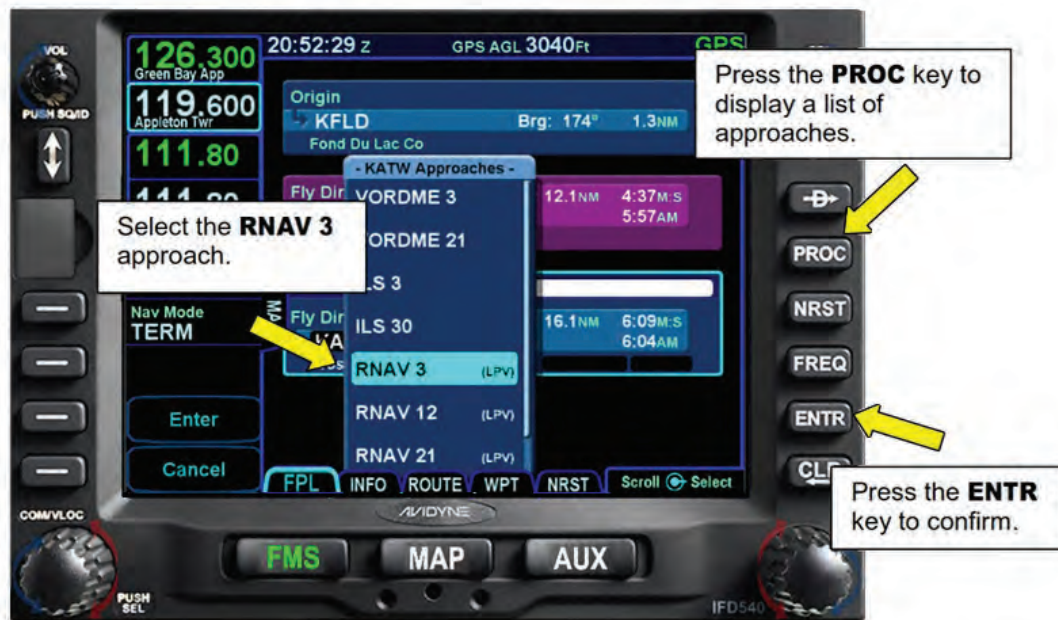 VOL
PUSH SQ/ID
126.300
Green Bay App
119.600
Appleton Twr
111.80
20:52:29 Z
GPS AGL 3040Ft
GPS
Origin
KFLD Brg: 174° 1.3NM
Fond Du Lac Co
- KATW Approaches -
VORDME 3
VORDME 21
ILS 3
ILS 30
RNAV 3 (LPV)
RNAV 12 (LPV)
RNAV 21 (LPV)
Fly Dir
12.1NM 4:37M:S
5:57AM
Fly Dir
16.1NM 6:09M:S
6:04AM
Nav Mode
TERM
Enter
Cancel
FPL INFO ROUTE WPT NRST Scroll Select
Press the PROC key to
display a list of
approaches.
Select the RNAV 3
approach.
Press the ENTR
key to confirm.
D
PROC
NRST
FREQ
ENTR
CLR
COM/VLOC
PUSH
SEL
AVIDYNE
FMS MAP AUX
IFD540